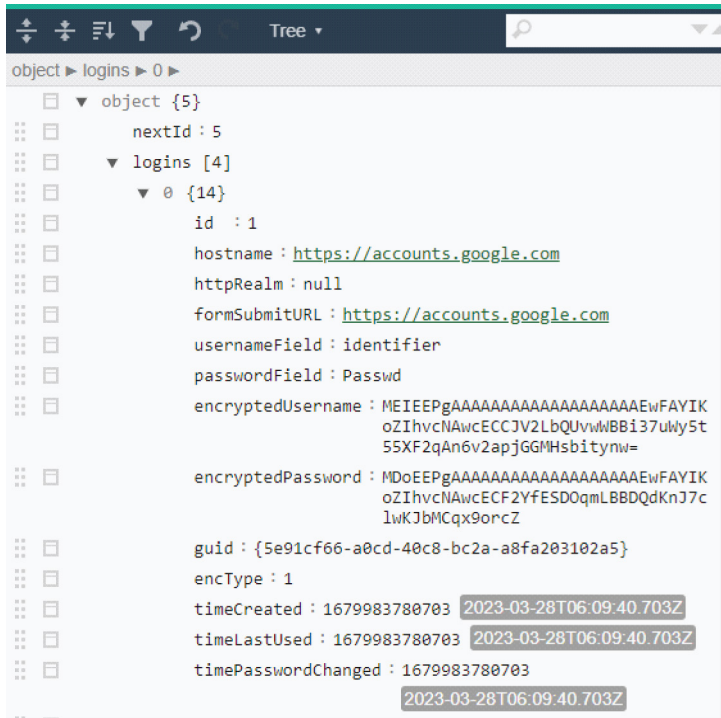 Tree ▾
object ► logins ► 0 ►
▼ object {5}
nextId : 5
▼ logins [4]
▼ 0 {14}
id : 1
hostname : https://accounts.google.com
httpRealm : null
formSubmitURL : https://accounts.google.com
usernameField : identifier
passwordField : Passwd
encryptedUsername : MEIEEPgAAAAAAAAAAAAAAAAAAAEwFAYIK
oZIhvcNAwcECCJV2LbQUvwWBBi37uWy5t
55XF2qAn6v2apjGGMHsbitynw=
encryptedPassword : MDoEEPgAAAAAAAAAAAAAAAAAAAEwFAYIK
oZIhvcNAwcECF2YfESDOqmLBBDQdKnJ7c
lwKJbMCqx9orcZ
guid : {5e91cf66-a0cd-40c8-bc2a-a8fa203102a5}
encType : 1
timeCreated : 1679983780703 2023-03-28T06:09:40.703Z
timeLastUsed : 1679983780703 2023-03-28T06:09:40.703Z
timePasswordChanged : 1679983780703
2023-03-28T06:09:40.703Z